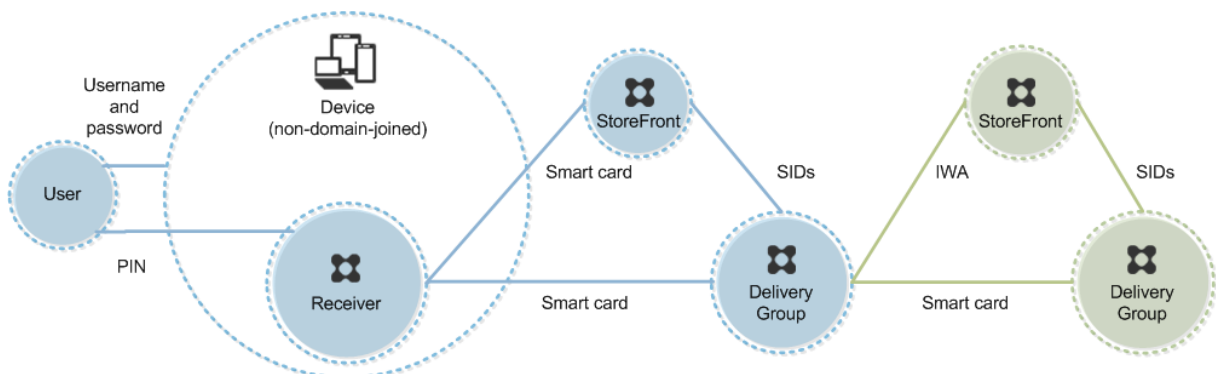 Username
and
password
Device
(non-domain-joined)
User
PIN
Receiver
StoreFront
Smart card
SIDs
Smart card
Delivery
Group
StoreFront
IWA
SIDs
Smart card
Delivery
Group